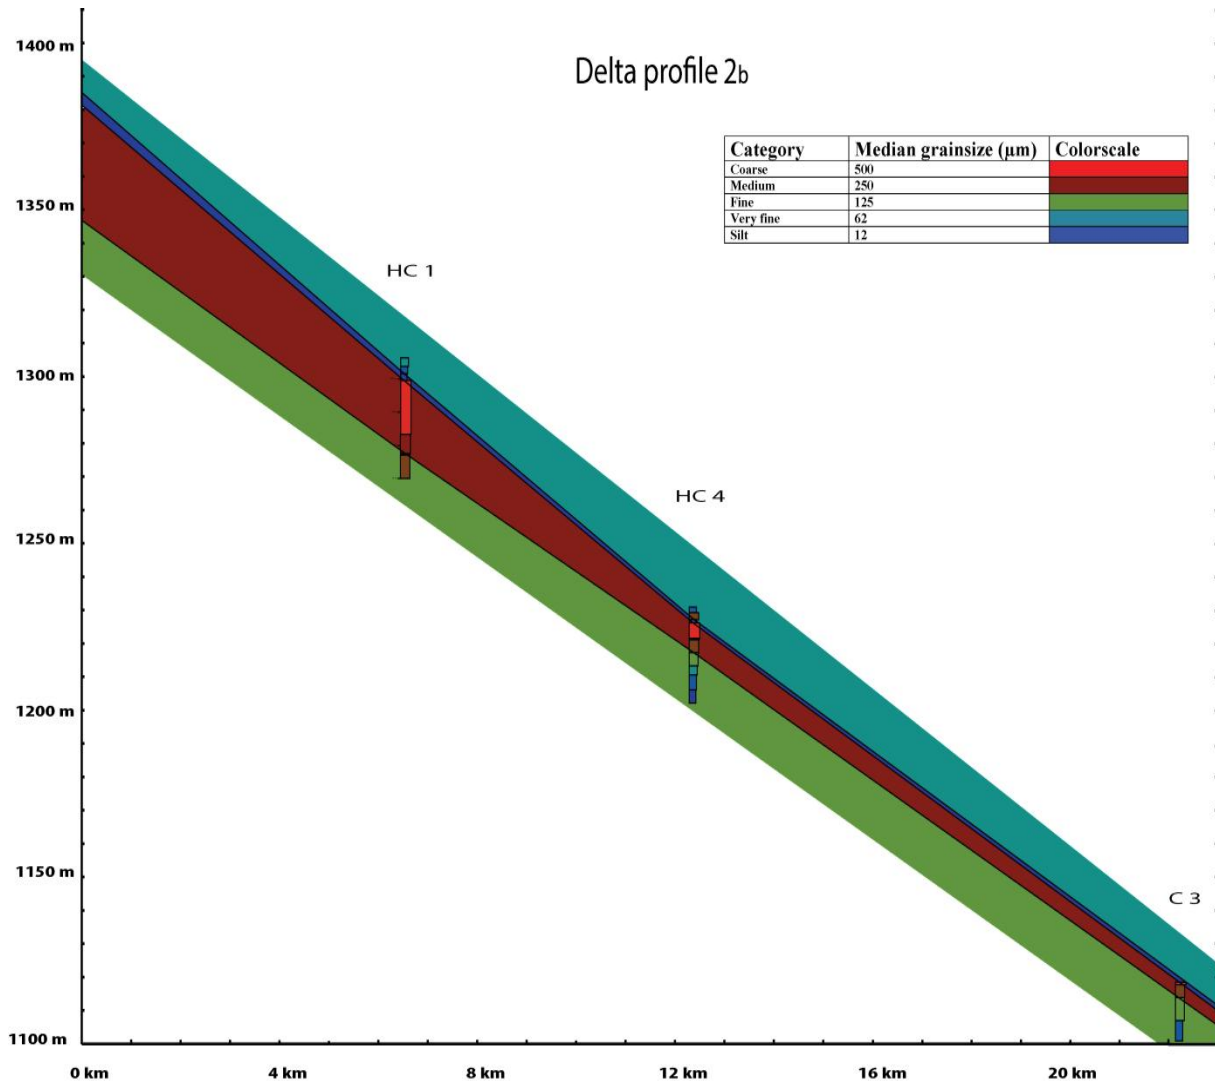 1400 m
Delta profile 2b
Category Median grainsize (µm) Colorscale
Coarse 500
Medium 250
Fine 125
Very fine 62
Silt 12
1350 m
HC 1
1300 m
HC 4
1250 m
1200 m
1150 m
C 3
1100 m
0 km 4 km 8 km 12 km 16 km 20 km